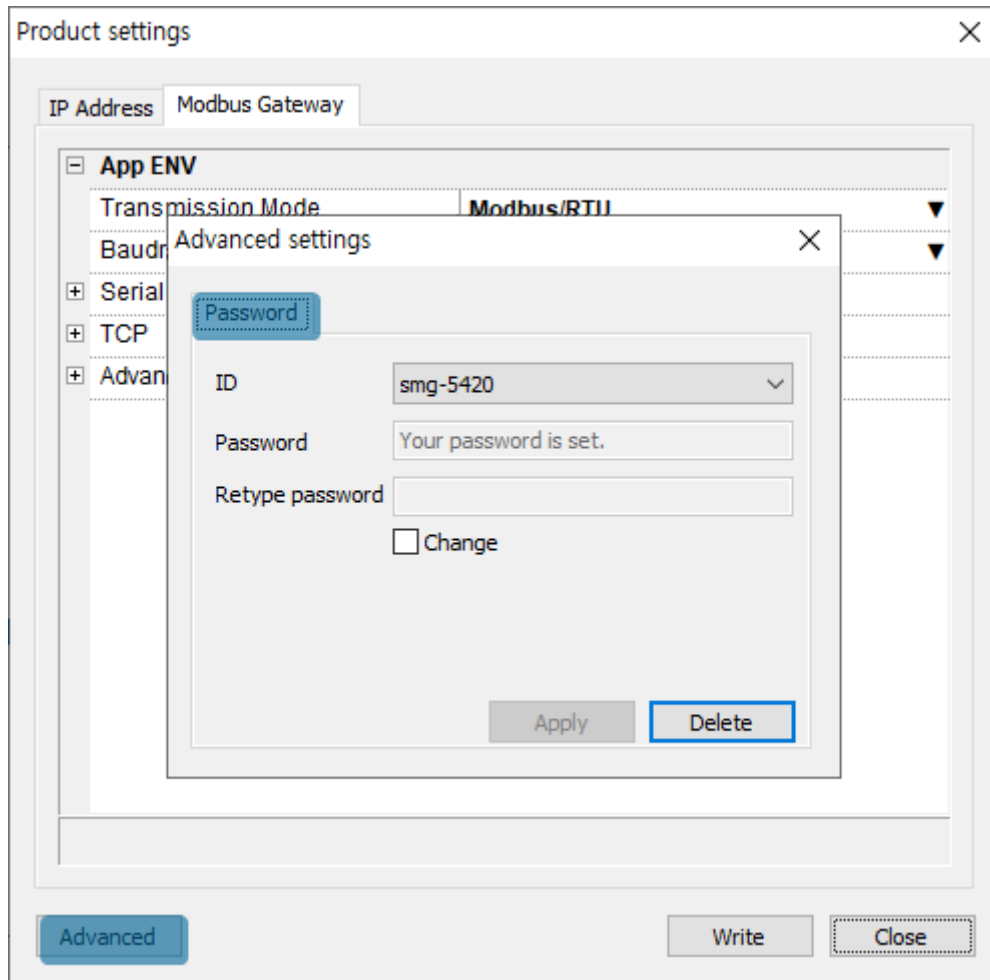 Product settings
IP Address Modbus Gateway
App ENV
Transmission Mode Modbus/RTU
Advanced settings
Serial
TCP
Password
ID smg-5420
Password Your password is set.
Retype password
Change
Apply Delete
Advanced Write Close